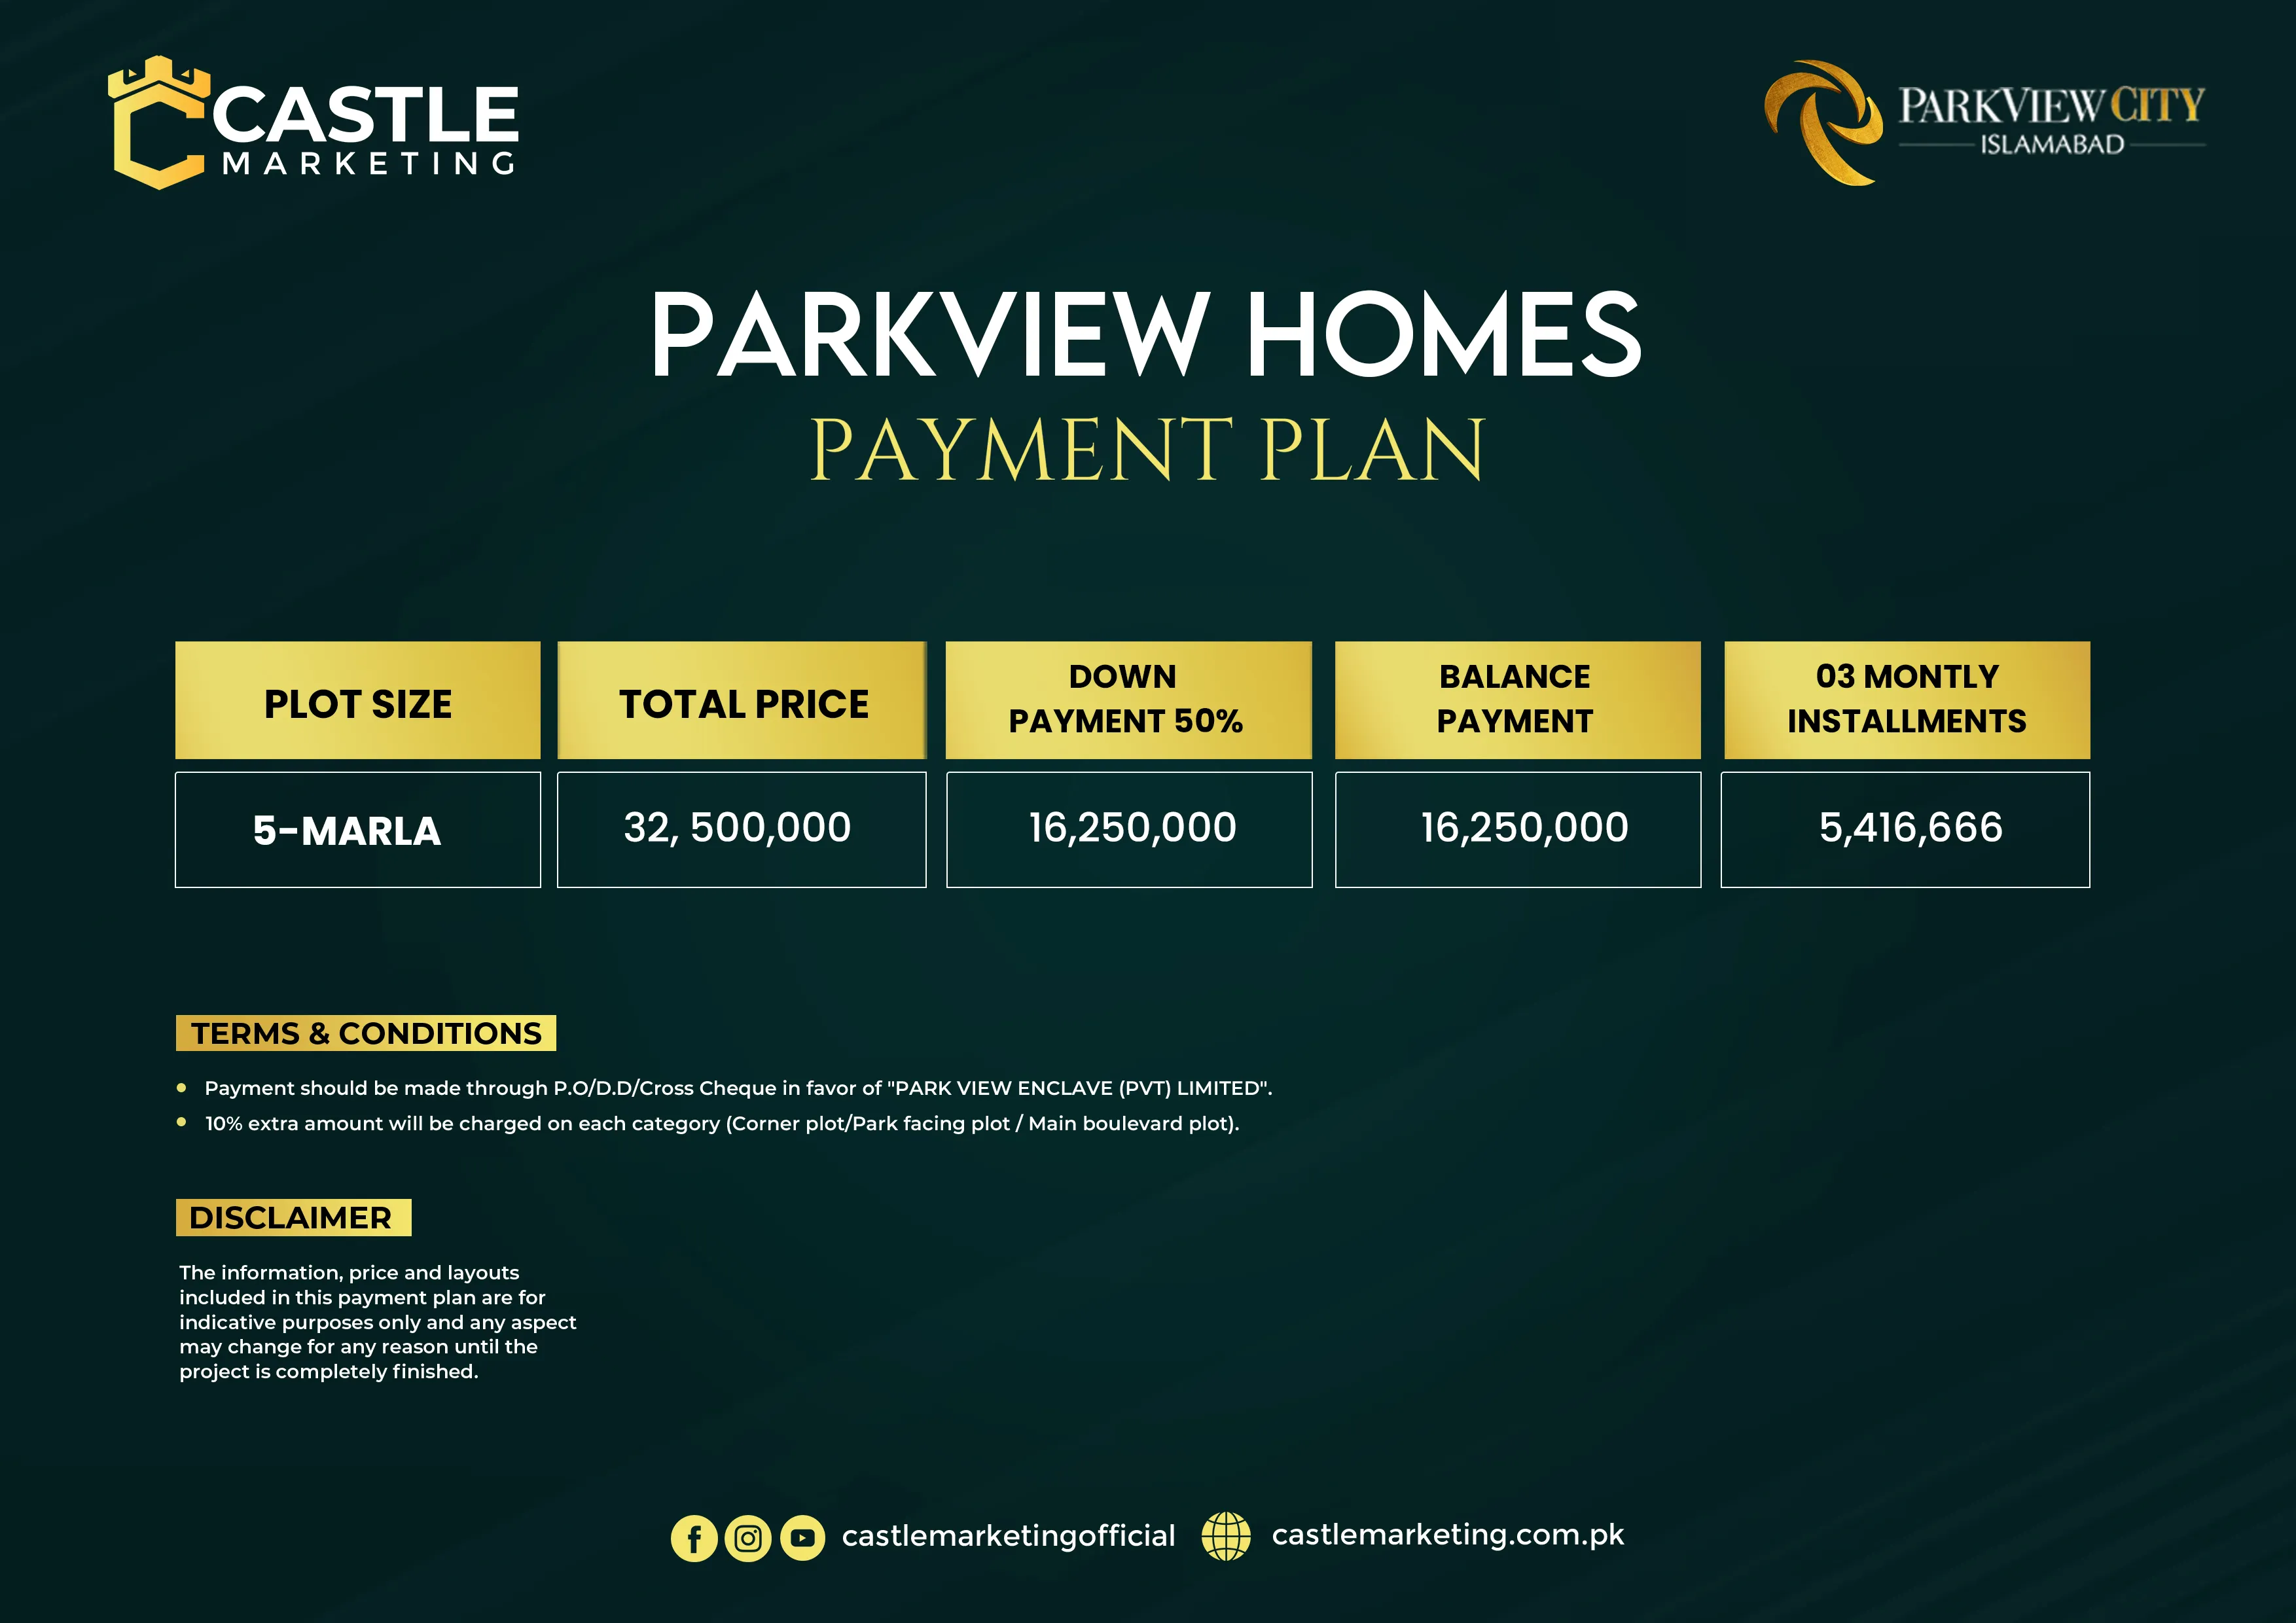 CASTLE
MARKETING
PARKVIEW CITY
ISLAMABAD
PARKVIEW HOMES
PAYMENT PLAN
PLOT SIZE
TOTAL PRICE
DOWN
PAYMENT 50%
BALANCE
PAYMENT
03 MONTLY
INSTALLMENTS
5-MARLA
32, 500,000
16,250,000
16,250,000
5,416,666
TERMS & CONDITIONS
• Payment should be made through P.O/D.D/Cross Cheque in favor of "PARK VIEW ENCLAVE (PVT) LIMITED".
• 10% extra amount will be charged on each category (Corner plot/Park facing plot / Main boulevard plot).
DISCLAIMER
The information, price and layouts
included in this payment plan are for
indicative purposes only and any aspect
may change for any reason until the
project is completely finished.
castlemarketingofficial
castlemarketing.com.pk